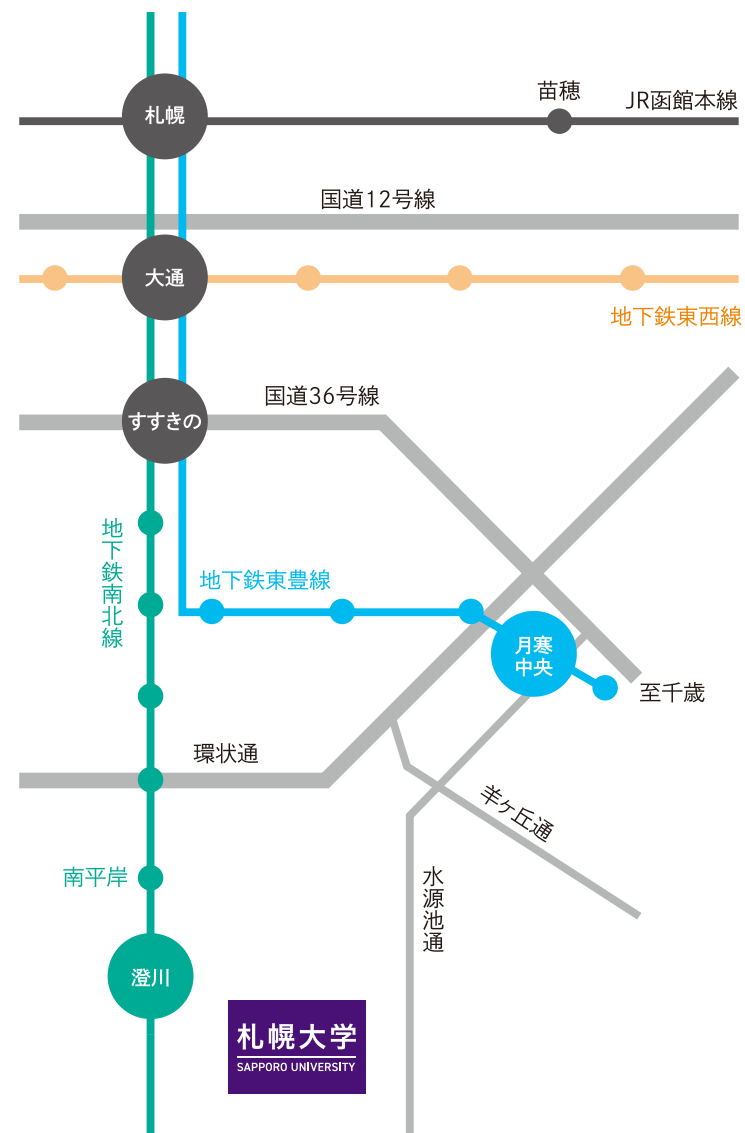 苗穂
JR函館本線
札幌
国道12号線
大通
地下鉄東西線
国道36号線
すすきの
地下鉄南北線
地下鉄東豊線
月寒
中央
至千歳
環状通
羊ヶ丘通
南平岸
水源池通
澄川
札幌大学
SAPPORO UNIVERSITY